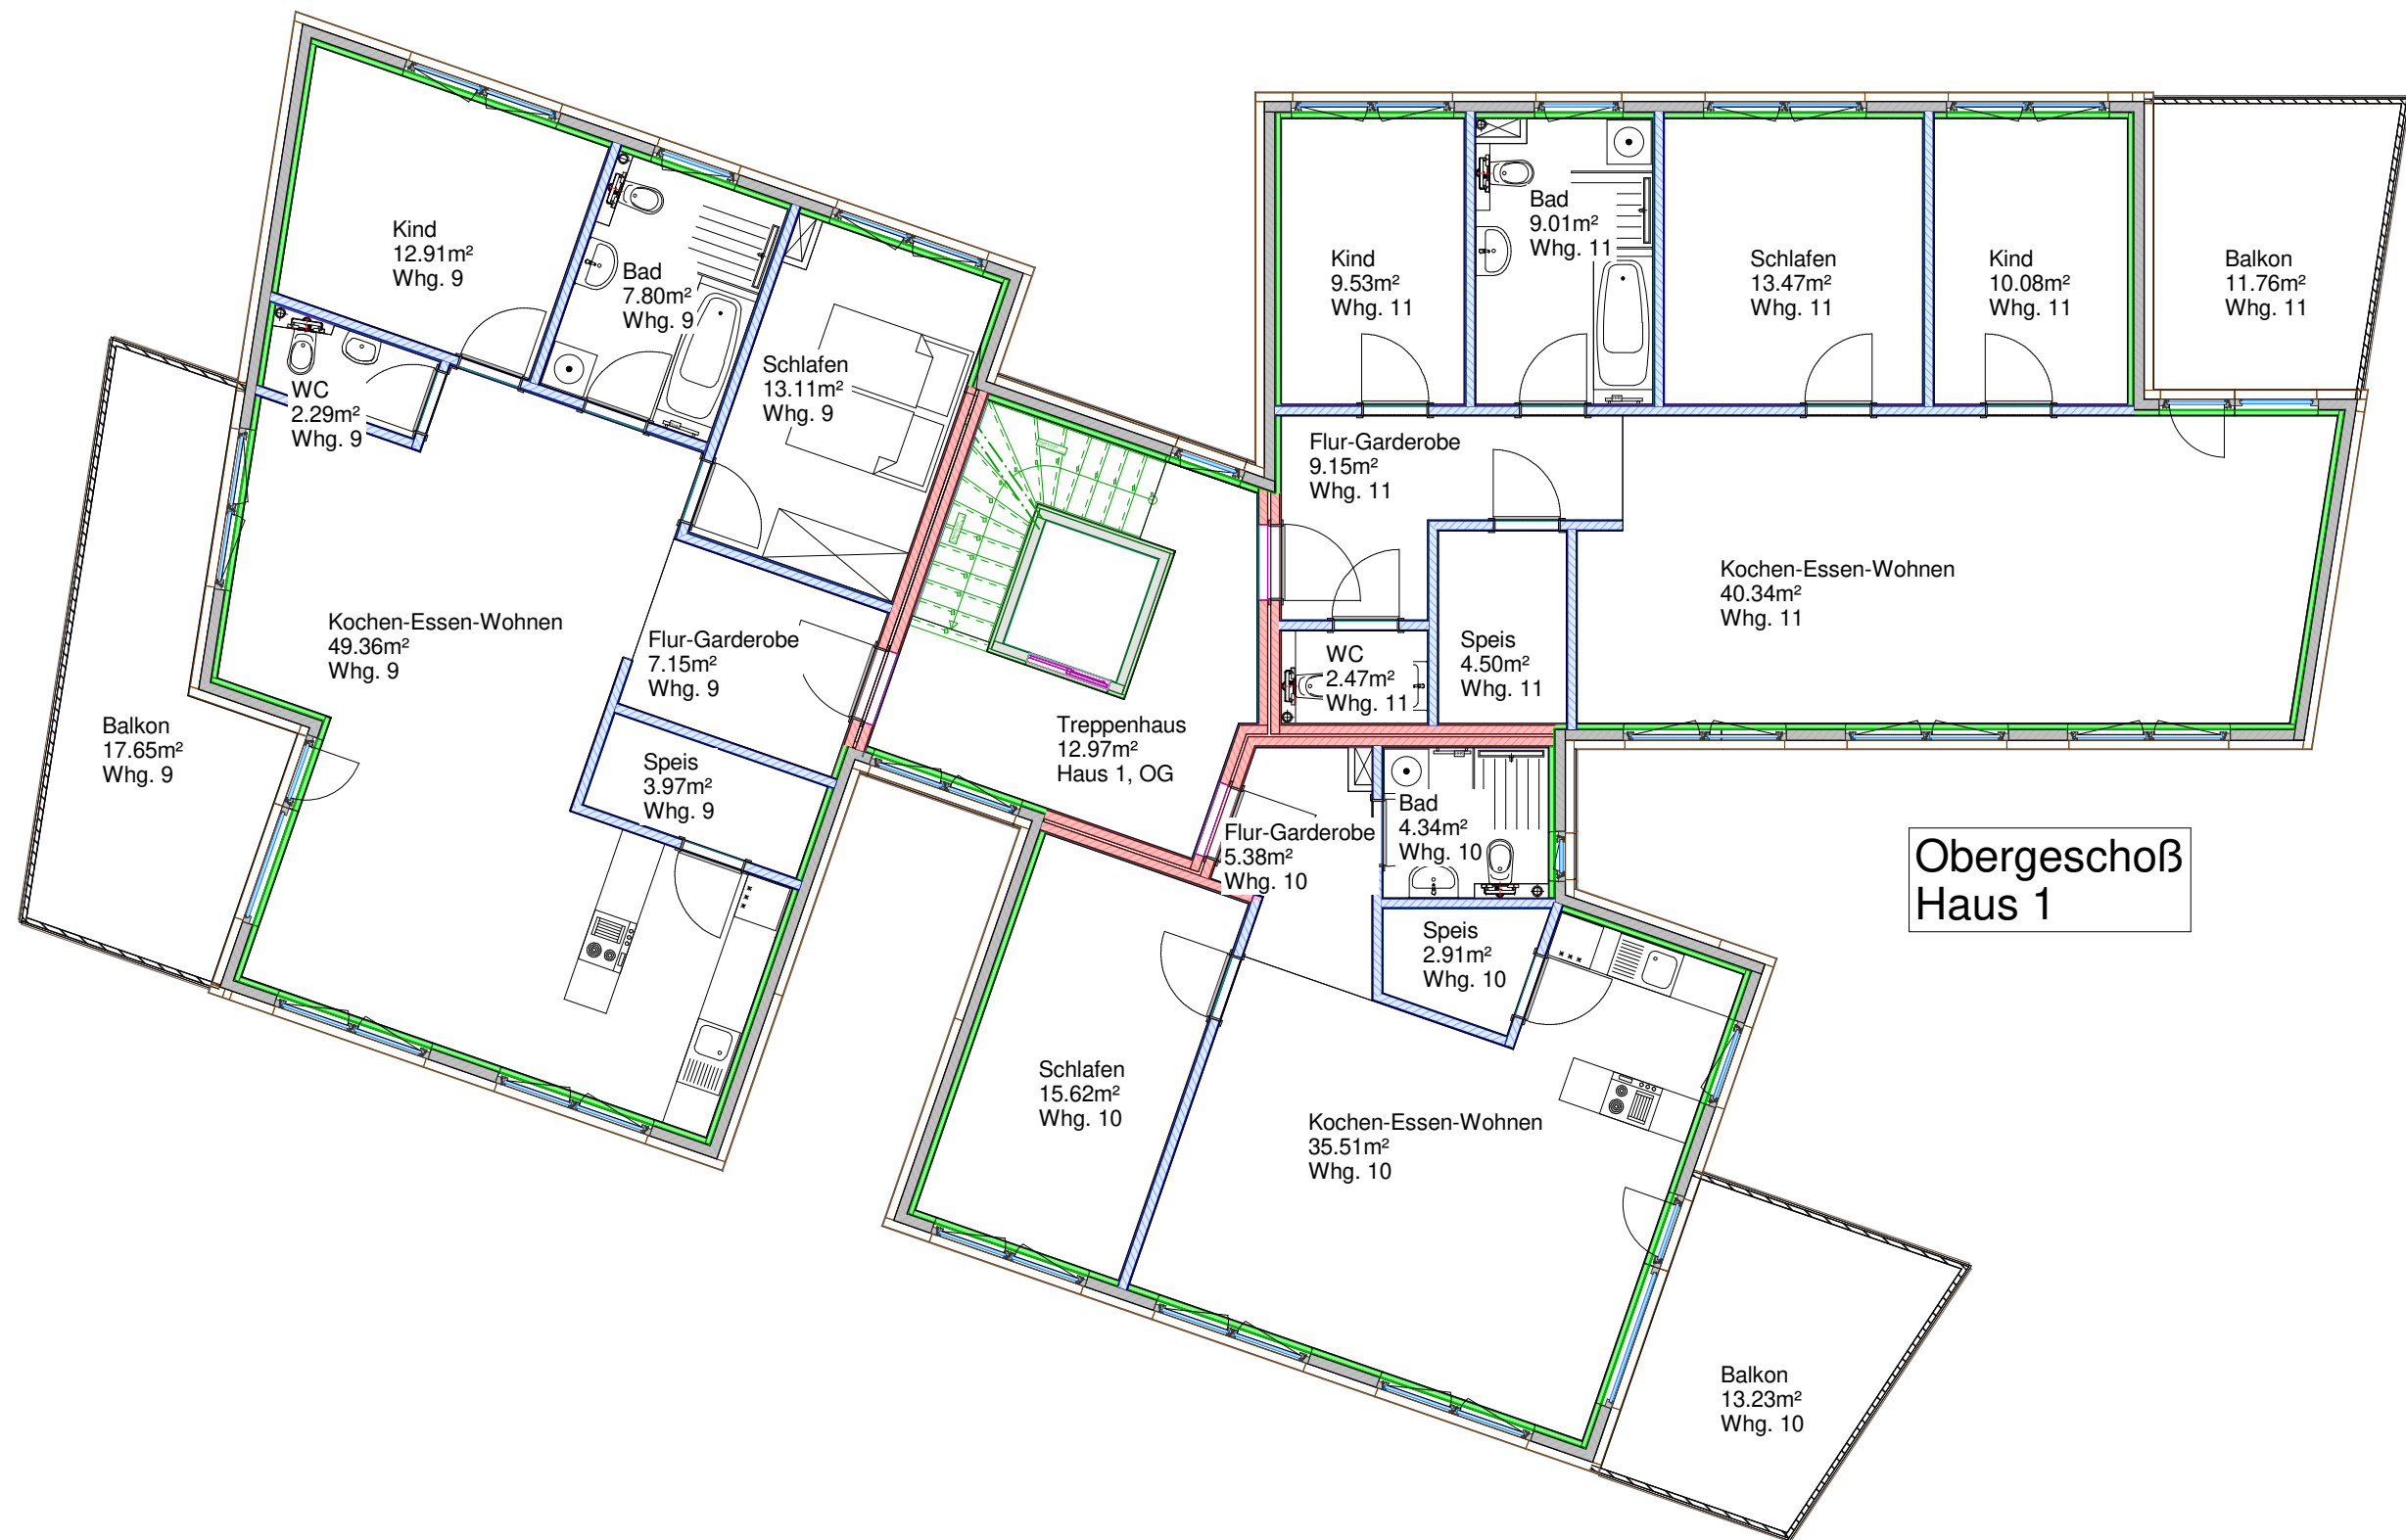 Kind
12.91m²
Whg. 9
Bad
7.80m²
Whg. 9
WC
2.29m²
Whg. 9
Schlafen
13.11m²
Whg. 9
Kochen-Essen-Wohnen
49.36m²
Whg. 9
Flur-Garderobe
7.15m²
Whg. 9
Speis
3.97m²
Whg. 9
Balkon
17.65m²
Whg. 9
Treppenhaus
12.97m²
Haus 1, OG
Kind
9.53m²
Whg. 11
Bad
9.01m²
Whg. 11
Schlafen
13.47m²
Whg. 11
Kind
10.08m²
Whg. 11
Balkon
11.76m²
Whg. 11
Flur-Garderobe
9.15m²
Whg. 11
Kochen-Essen-Wohnen
40.34m²
Whg. 11
WC
2.47m²
Whg. 11
Speis
4.50m²
Whg. 11
Flur-Garderobe
5.38m²
Whg. 10
Bad
4.34m²
Whg. 10
Speis
2.91m²
Whg. 10
Schlafen
15.62m²
Whg. 10
Kochen-Essen-Wohnen
35.51m²
Whg. 10
Balkon
13.23m²
Whg. 10
Obergeschoß
Haus 1